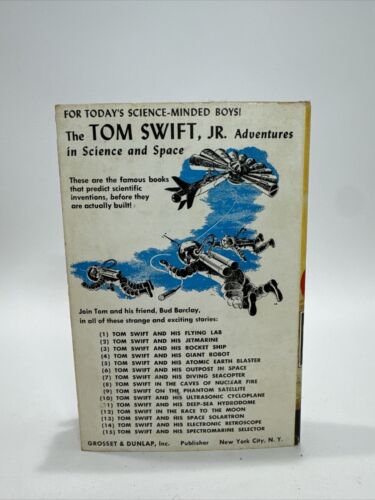 FOR TODAY'S SCIENCE-MINDED BOYS!
The TOM SWIFT, JR. Adventures
in Science and Space
These are the famous books
that predict scientific
inventions, before they
are actually built!
Join Tom and his friend, Bud Barclay,
in all of these strange and exciting stories:
(1) TOM SWIFT AND HIS FLYING LAB
(2) TOM SWIFT AND HIS JETMARINE
(3) TOM SWIFT AND HIS ROCKET SHIP
(4) TOM SWIFT AND HIS GIANT ROBOT
(5) TOM SWIFT AND HIS ATOMIC EARTH BLASTER
(6) TOM SWIFT AND HIS OUTPOST IN SPACE
(7) TOM SWIFT AND HIS DIVING SEACOPTER
(8) TOM SWIFT IN THE CAVES OF NUCLEAR FIRE
(9) TOM SWIFT ON THE PHANTOM SATELLITE
(10) TOM SWIFT AND HIS ULTRASONIC CYCLOPLANE
(11) TOM SWIFT AND HIS DEEP-SEA HYDRODOME
(12) TOM SWIFT IN THE RACE TO THE MOON
(13) TOM SWIFT AND HIS SPACE SOLARTRON
(14) TOM SWIFT AND HIS ELECTRONIC RETROSCOPE
(15) TOM SWIFT AND HIS SPECTROMARINE SELECTOR
GROSSET & DUNLAP, Inc. Publisher New York City, N. Y.